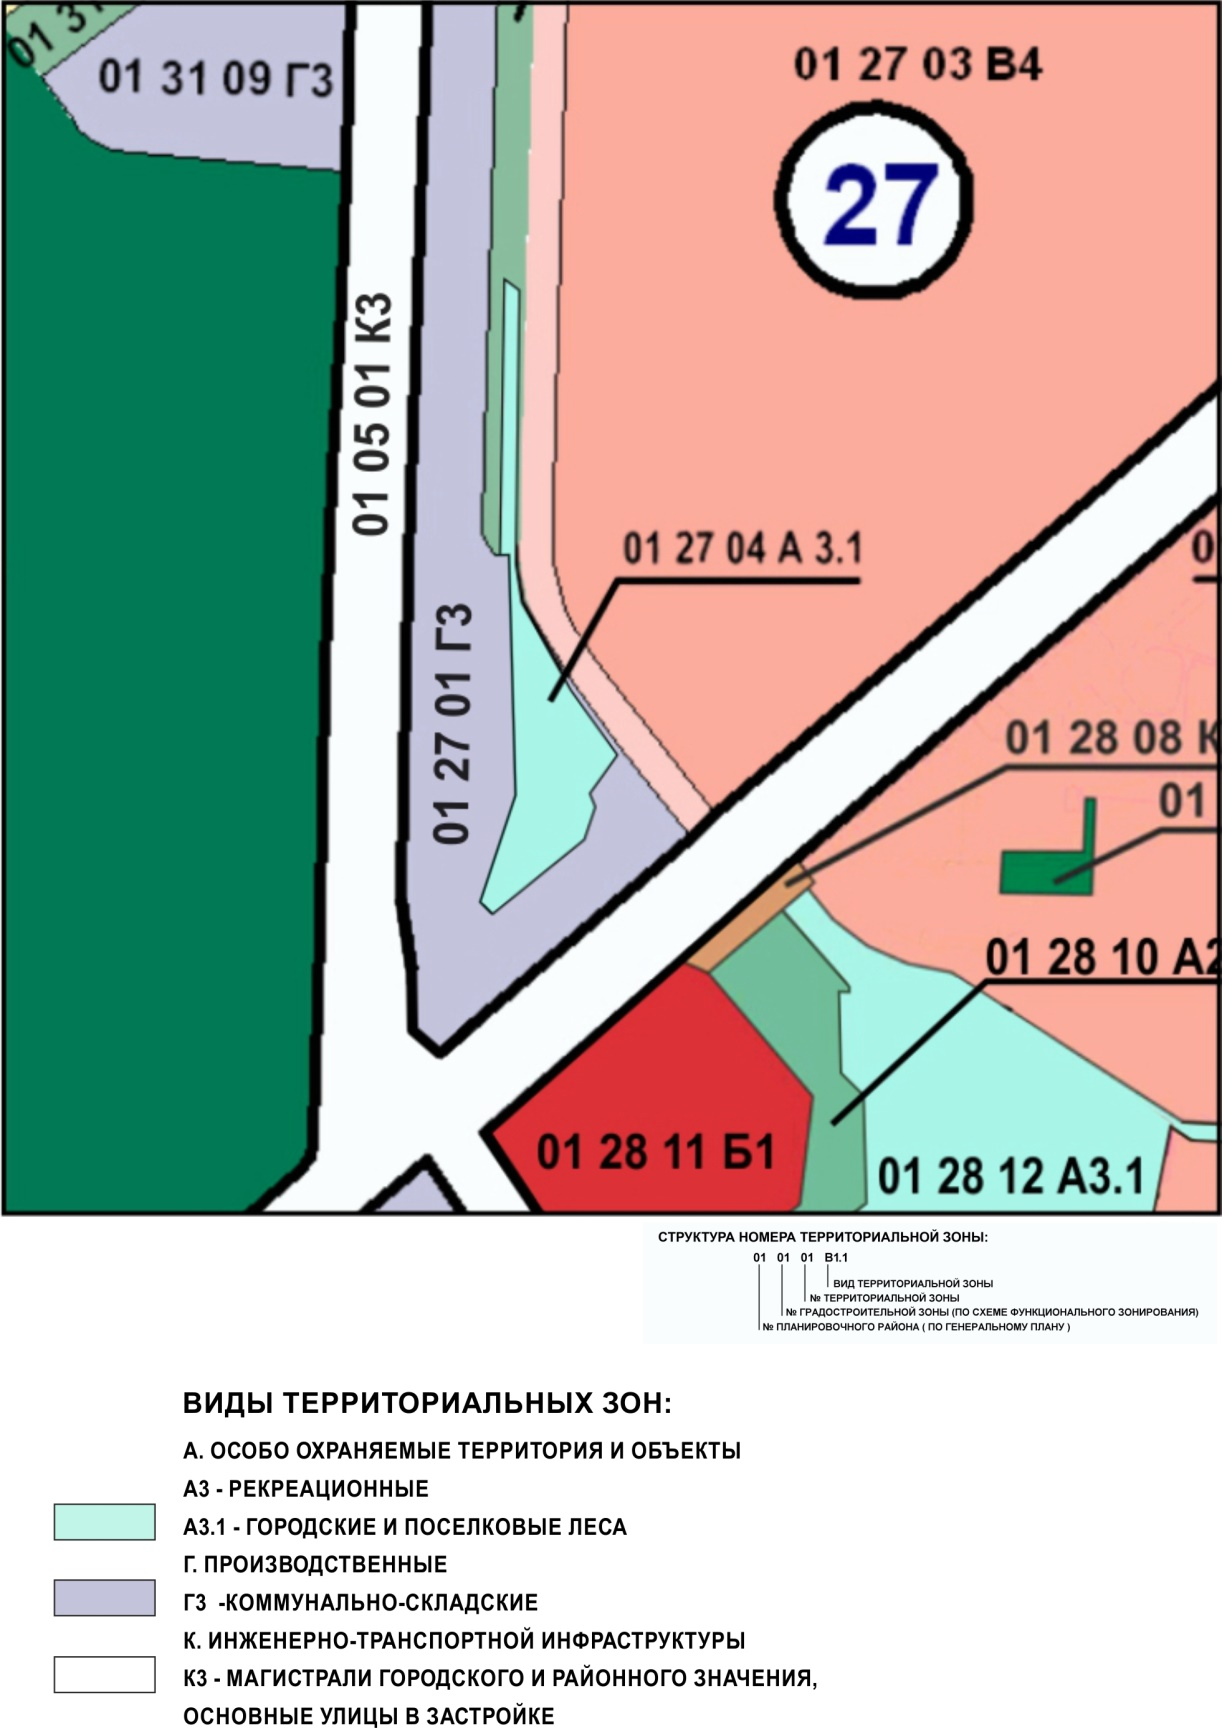 01 31
01 31 09 Г3
01 27 03 В4
27
01 05 01 К3
01 27 04 А 3.1
0
01 27 01 Г3
01 28 08 К
01
01 28 10 А2
01 28 11 Б1
01 28 12 А3.1
СТРУКТУРА НОМЕРА ТЕРРИТОРИАЛЬНОЙ ЗОНЫ:
01 01 01 В1.1
ВИД ТЕРРИТОРИАЛЬНОЙ ЗОНЫ
№ ТЕРРИТОРИАЛЬНОЙ ЗОНЫ
№ ГРАДОСТРОИТЕЛЬНОЙ ЗОНЫ (ПО СХЕМЕ ФУНКЦИОНАЛЬНОГО ЗОНИРОВАНИЯ)
№ ПЛАНИРОВОЧНОГО РАЙОНА ( ПО ГЕНЕРАЛЬНОМУ ПЛАНУ )
ВИДЫ ТЕРРИТОРИАЛЬНЫХ ЗОН:
А. ОСОБО ОХРАНЯЕМЫЕ ТЕРРИТОРИЯ И ОБЪЕКТЫ
А3 - РЕКРЕАЦИОННЫЕ
А3.1 - ГОРОДСКИЕ И ПОСЕЛКОВЫЕ ЛЕСА
Г. ПРОИЗВОДСТВЕННЫЕ
Г3 -КОММУНАЛЬНО-СКЛАДСКИЕ
К. ИНЖЕНЕРНО-ТРАНСПОРТНОЙ ИНФРАСТРУКТУРЫ
К3 - МАГИСТРАЛИ ГОРОДСКОГО И РАЙОННОГО ЗНАЧЕНИЯ,
ОСНОВНЫЕ УЛИЦЫ В ЗАСТРОЙКЕ